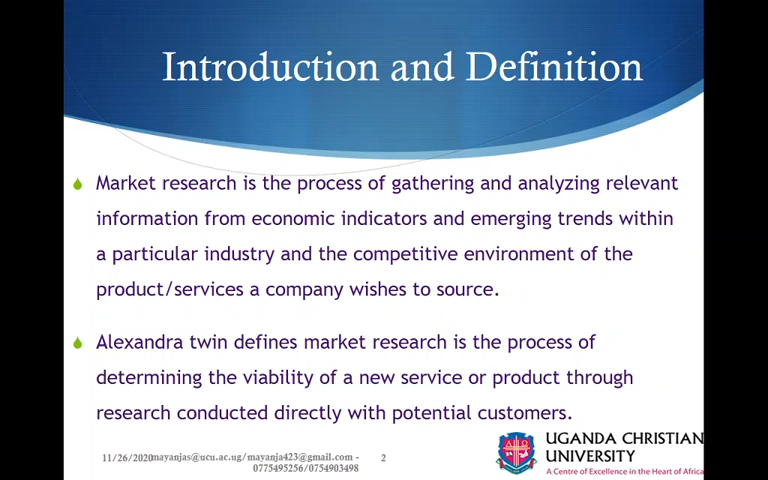 Introduction and Definition
Market research is the process of gathering and analyzing relevant
information from economic indicators and emerging trends within
a particular industry and the competitive environment of the
product/services a company wishes to source.
Alexandra twin defines market research is the process of
determining the viability of a new service or product through
research conducted directly with potential customers.
11/26/2020mayanjas@ucu.ac.ug/mayanja423@gmail.com -
0775495256/0754903498
2
UGANDA CHRISTIAN
UNIVERSITY
A Centre of Excellence in the Heart of Africa